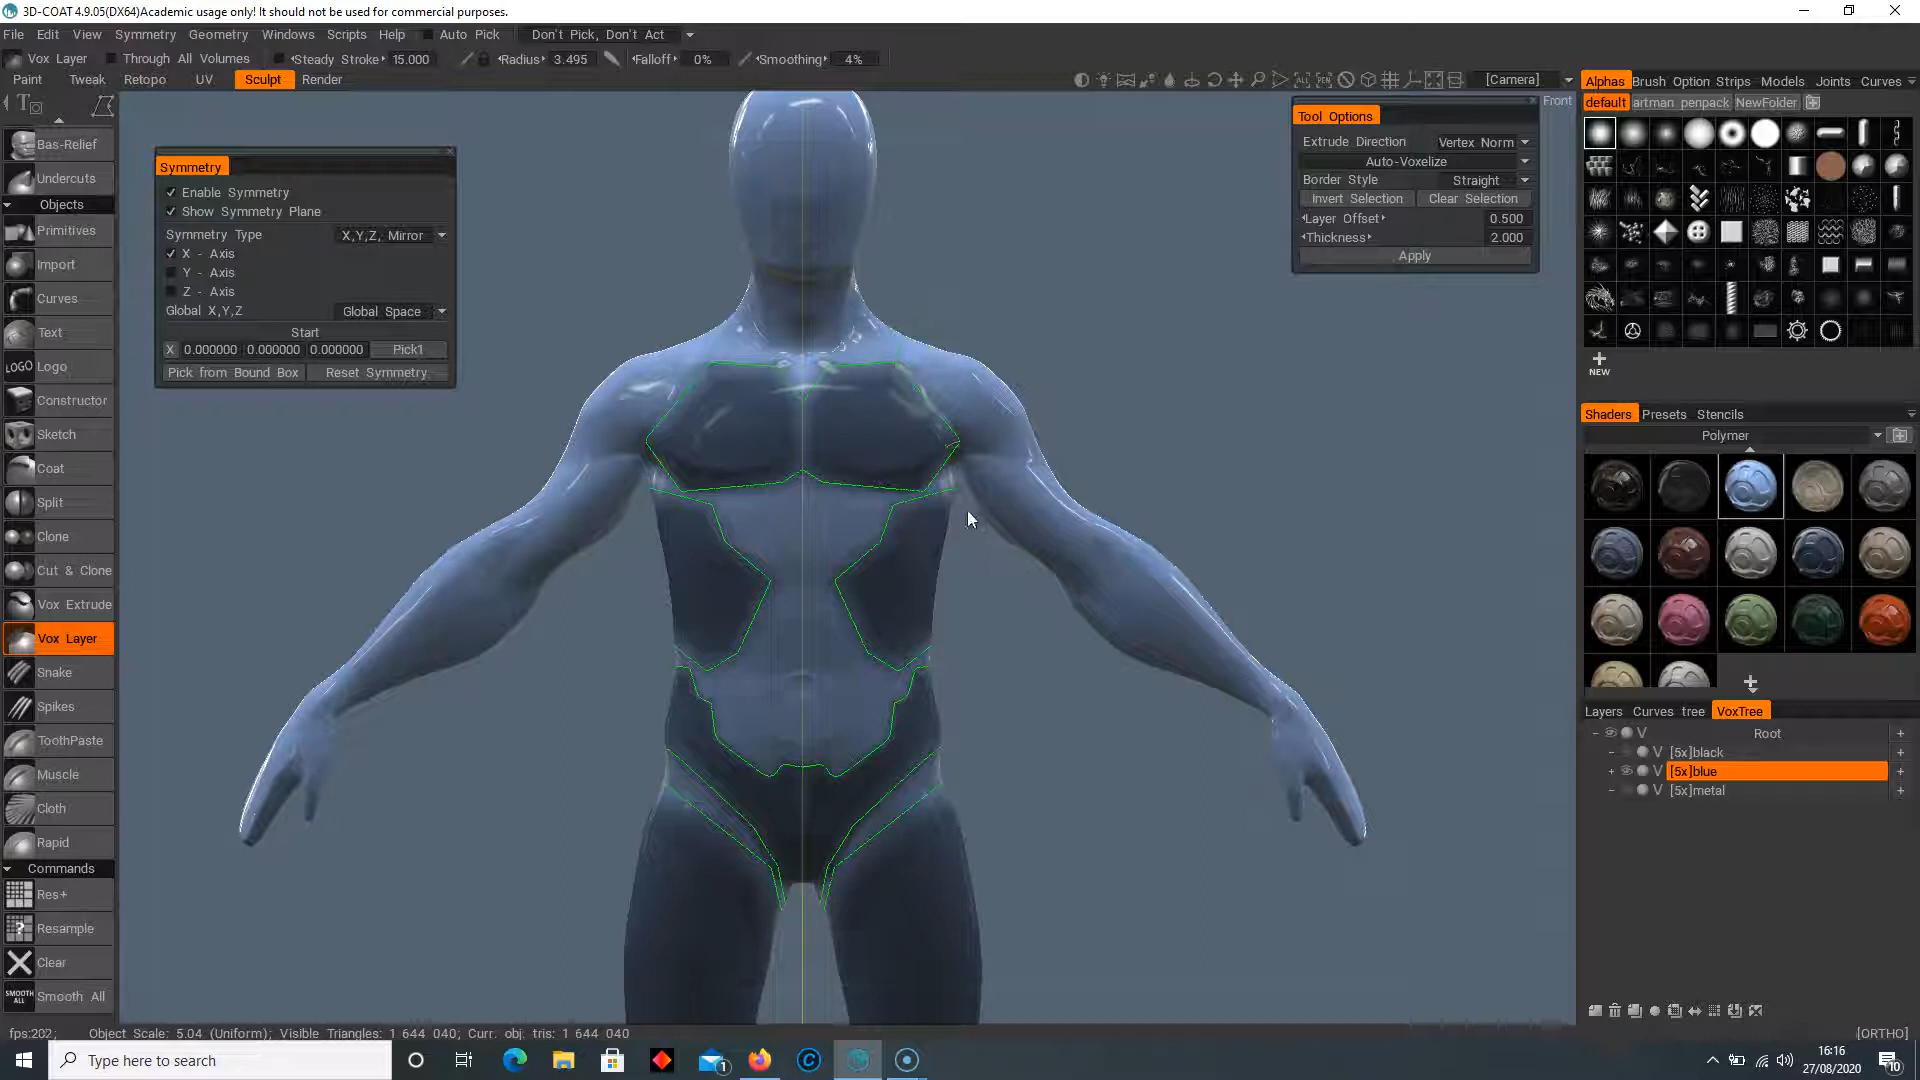 3D-COAT 4.9.05(DX64)Academic usage only! It should not be used for commercial purposes.
File Edit View Symmetry Geometry Windows Scripts Help Auto Pick Don't Pick, Don't Act
Vox Layer Through All Volumes Steady Stroke 15.000 Radius 3.495 Falloff 0% Smoothing 4%
Paint Tweak Retopo UV Sculpt Render [Camera]
Front
Bas-Relief
Undercuts
Objects
Primitives
Import
Curves
Text
LOGO Logo
Constructor
Sketch
Coat
Split
Clone
Cut & Clone
Vox Extrude
Vox Layer
Snake
Spikes
ToothPaste
Muscle
Cloth
Rapid
Commands
Res+
Resample
Clear
SMOOTH ALL Smooth All
Symmetry
Enable Symmetry
Show Symmetry Plane
Symmetry Type X,Y,Z, Mirror
X - Axis
Y - Axis
Z - Axis
Global X,Y,Z Global Space
Start
X 0.000000 0.000000 0.000000 Pick1
Pick from Bound Box Reset Symmetry
Tool Options
Extrude Direction Vertex Norm
Auto-Voxelize
Border Style Straight
Invert Selection Clear Selection
Layer Offset 0.500
Thickness 2.000
Apply
Alphas Brush Option Strips Models Joints Curves
default artman penpack NewFolder
NEW
Shaders Presets Stencils
Polymer
Layers Curves tree VoxTree
V Root
V [5x]black
V [5x]blue
V [5x]metal
fps:202; Object Scale: 5.04 (Uniform); Visible Triangles: 1 644 040; Curr. obj. tris: 1 644 040
[ORTHO]
Type here to search
1
16:16
27/08/2020
10